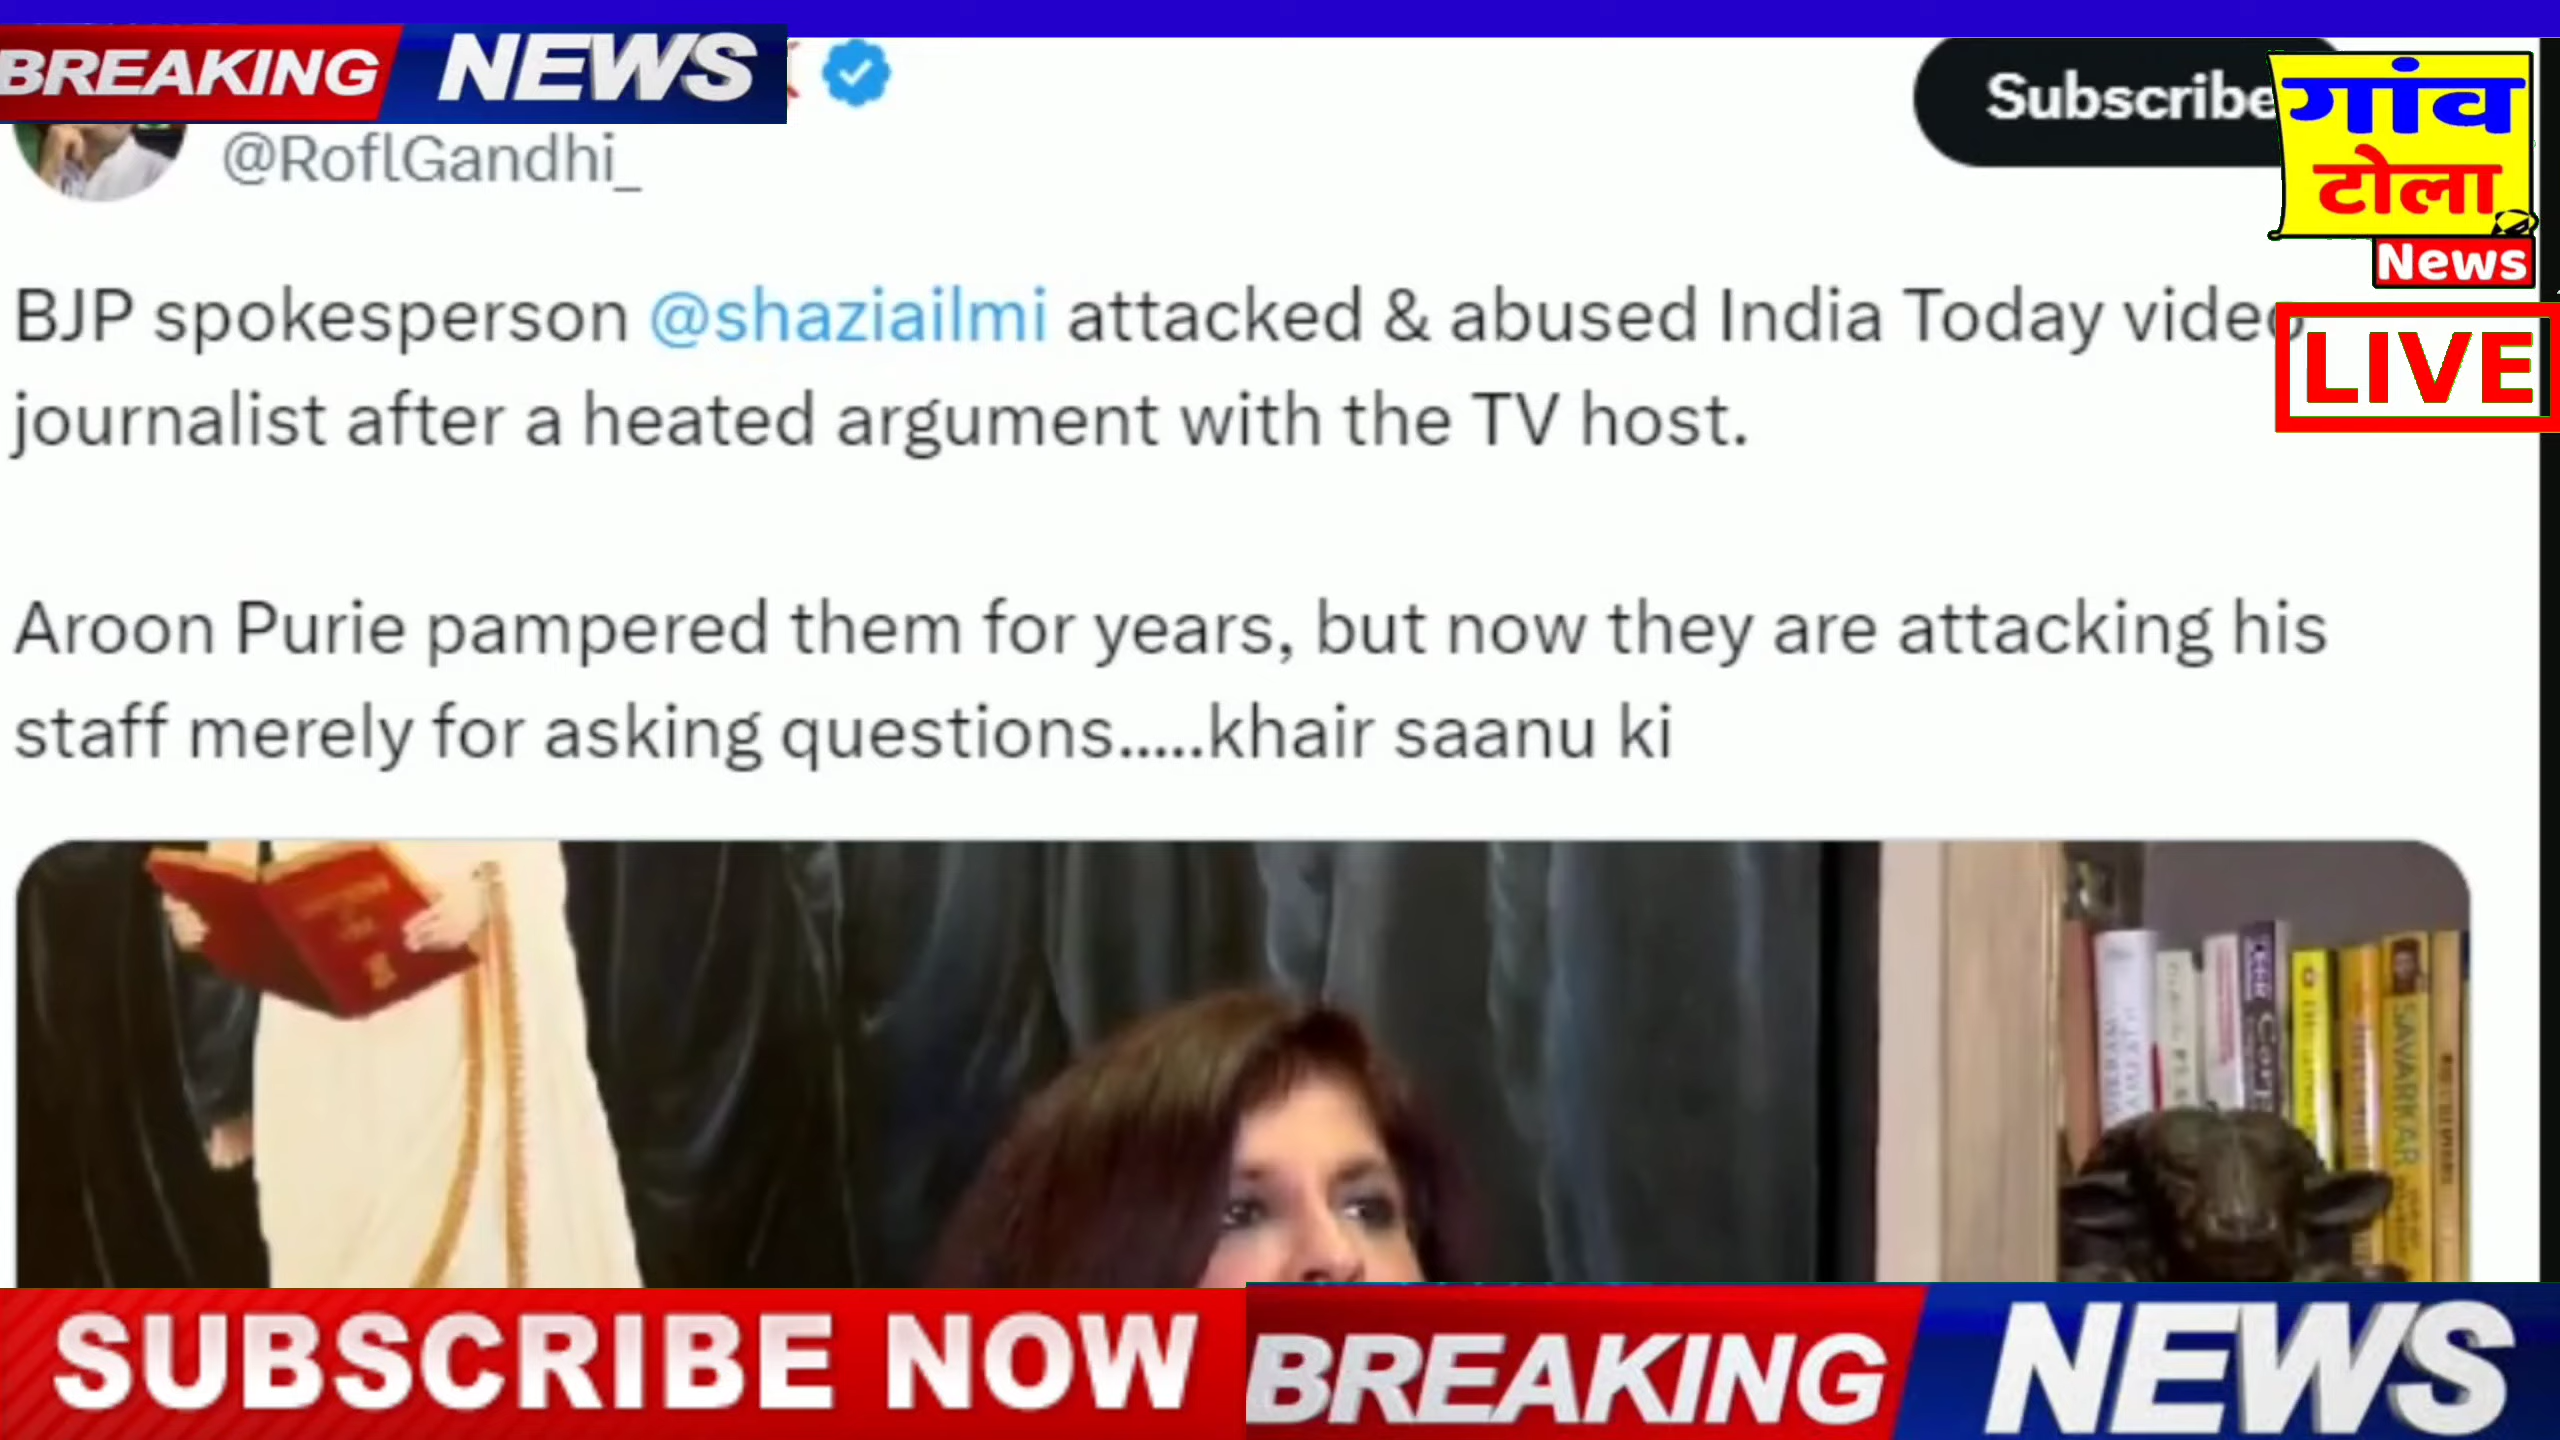 BREAKING NEWS
Subscribe
गांव
टोला
News
LIVE
@RoflGandhi_
BJP spokesperson @shaziailmi attacked & abused India Today video
journalist after a heated argument with the TV host.
Aroon Purie pampered them for years, but now they are attacking his
staff merely for asking questions.....khair saanu ki
SAVARKAR
SUBSCRIBE NOW
BREAKING NEWS